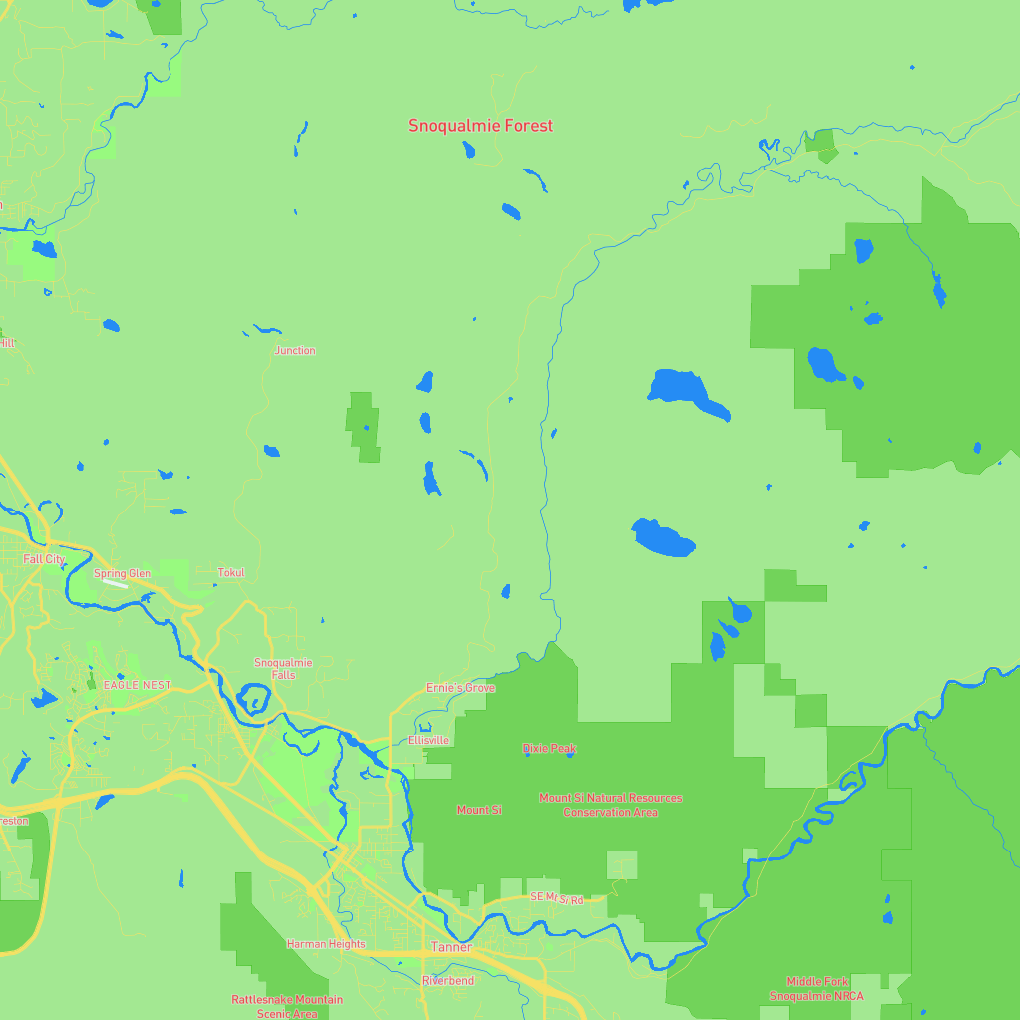 Snoqualmie Forest
Hill
Junction
Fall City
Spring Glen
Tokul
Snoqualmie
Falls
EAGLE NEST
Ernie's Grove
Ellisville
Dixie Peak
Mount Si Natural Resources
Conservation Area
Mount Si
reston
SE Mt Si Rd
Harman Heights
Tanner
Riverbend
Middle Fork
Snoqualmie NRCA
Rattlesnake Mountain
Scenic Area